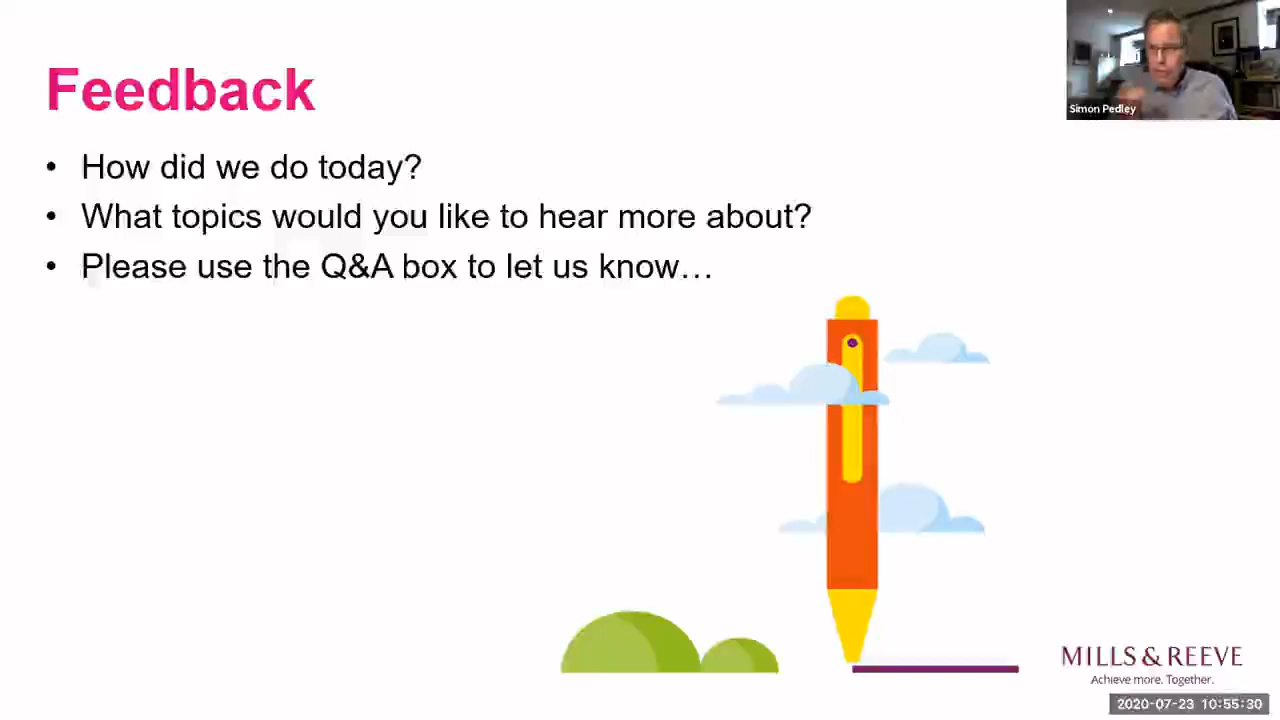 Feedback
• How did we do today?
• What topics would you like to hear more about?
• Please use the Q&A box to let us know…
Simon Pedley
MILLS & REEVE
Achieve more. Together.
2020-07-23 10:55:30